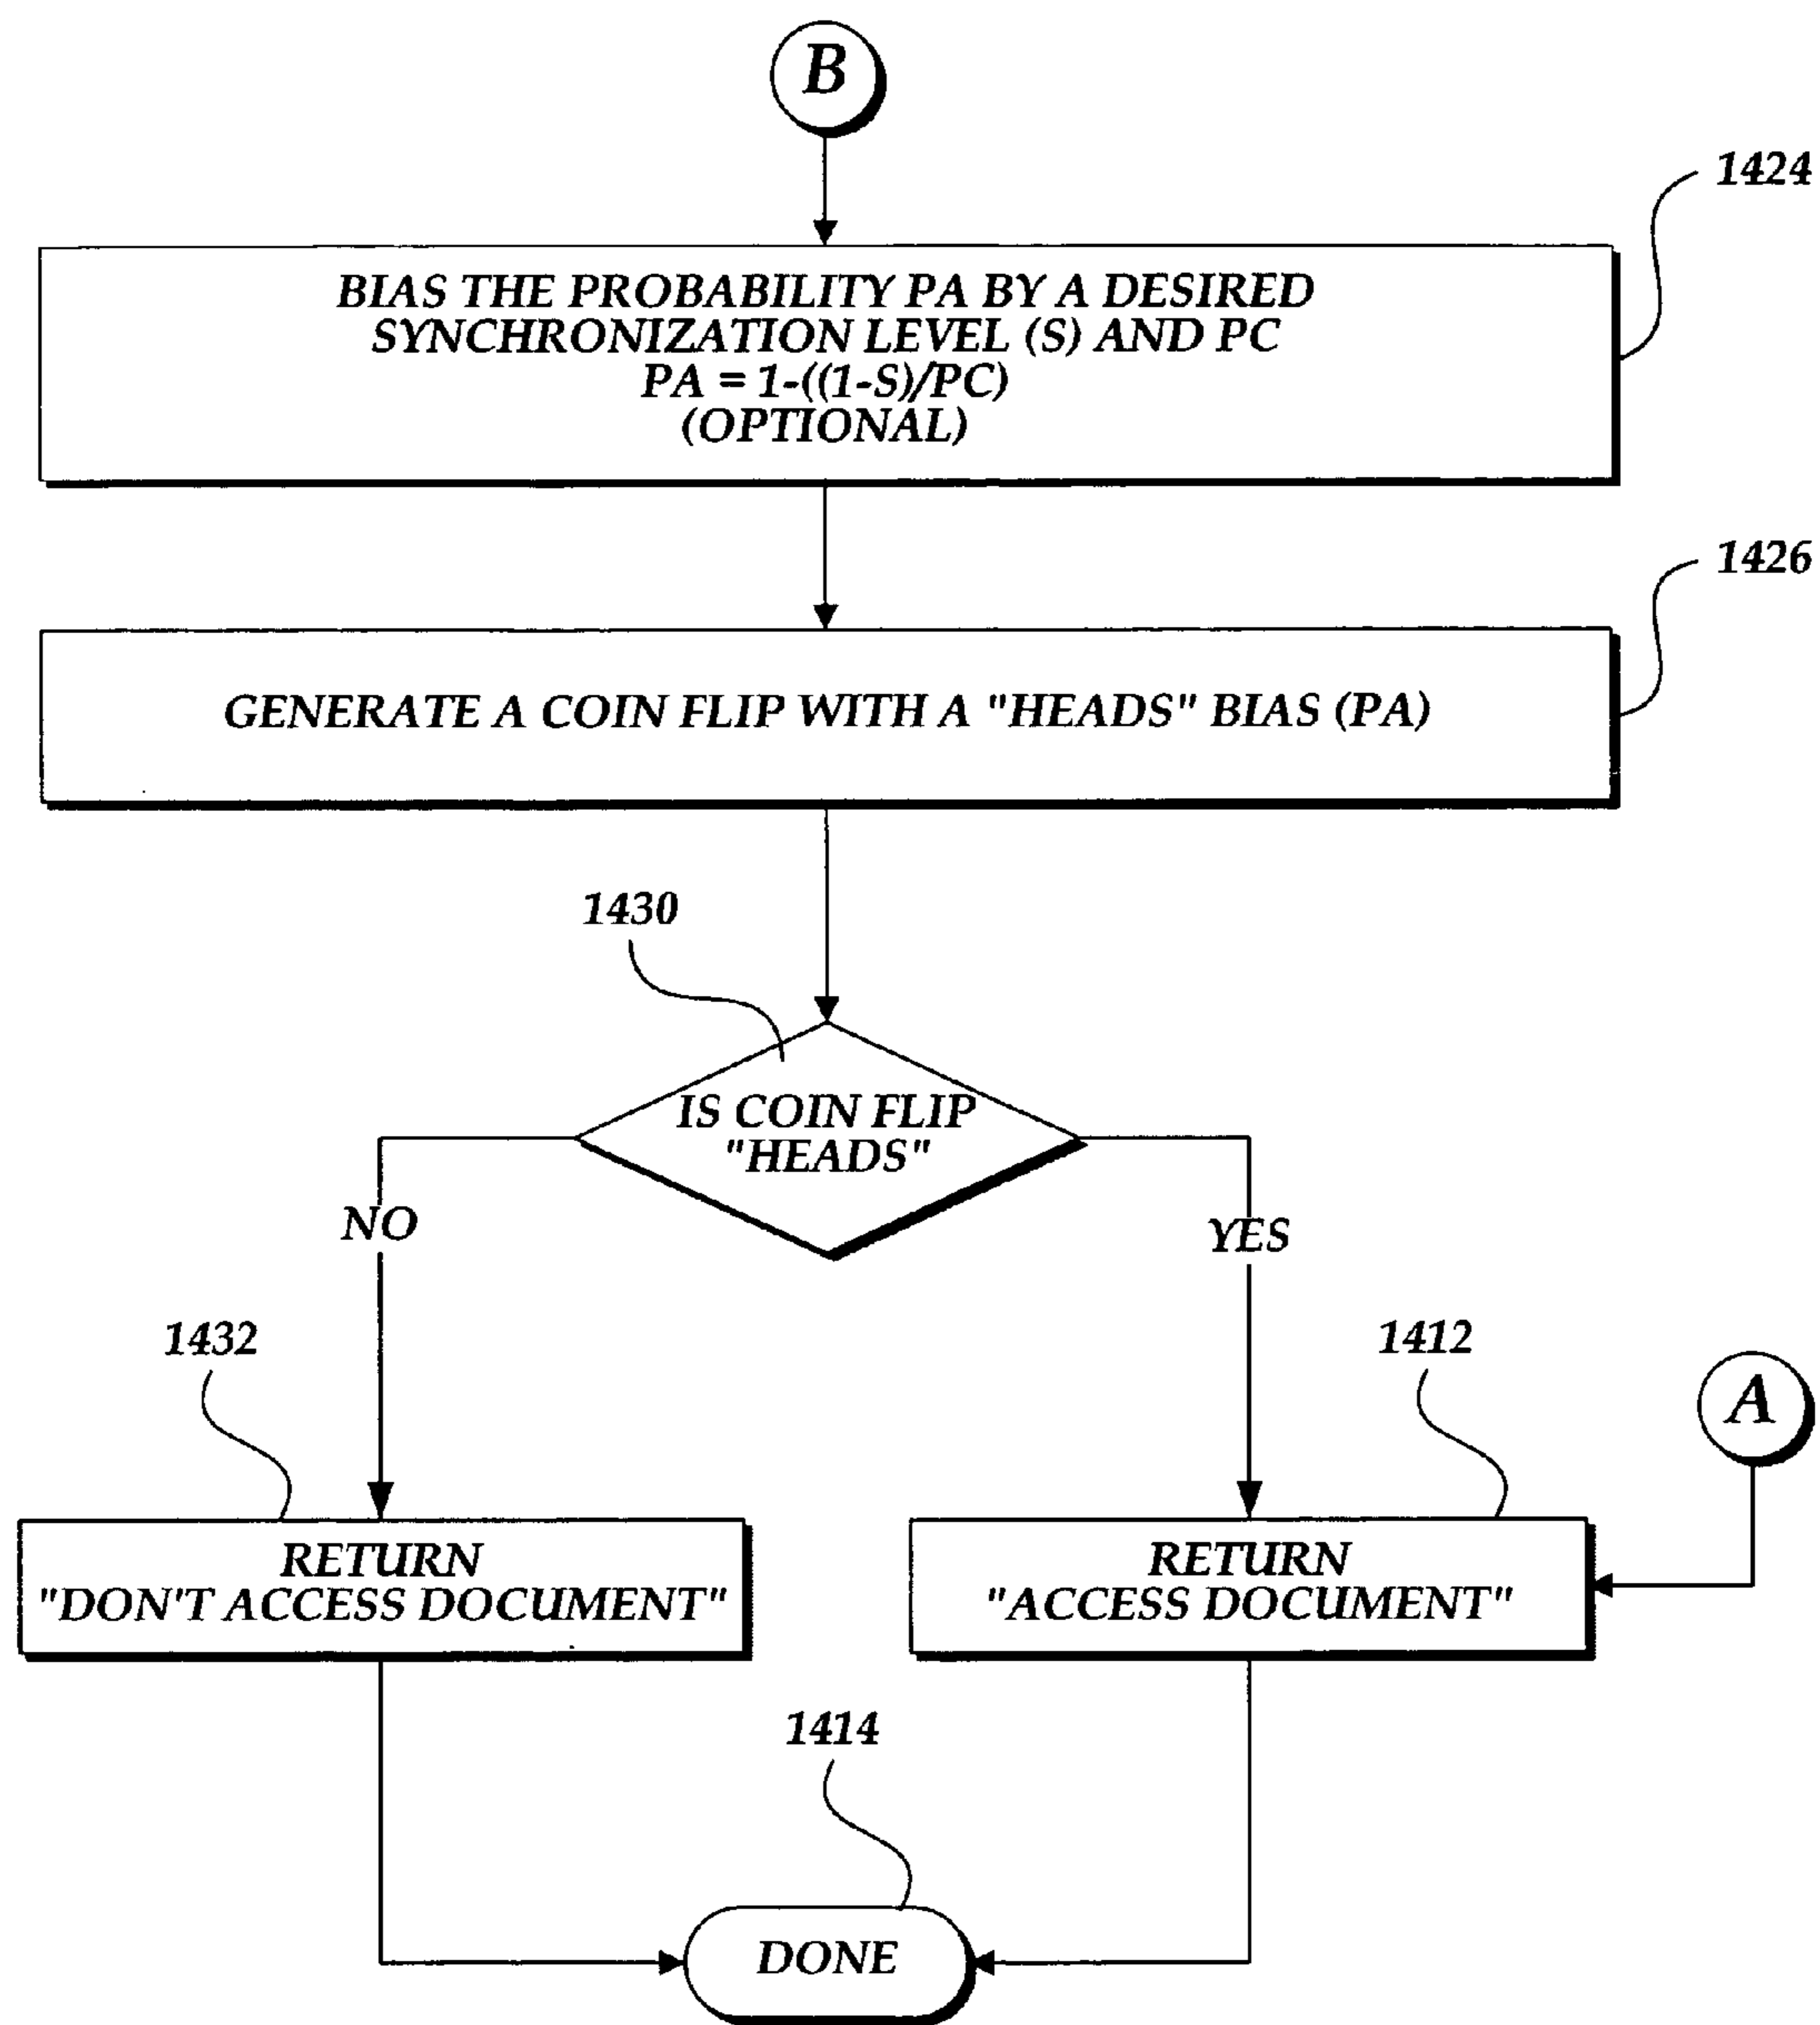 B
1424
BIAS THE PROBABILITY PA BY A DESIRED
SYNCHRONIZATION LEVEL (S) AND PC
PA = 1-((1-S)/PC)
(OPTIONAL)
1426
GENERATE A COIN FLIP WITH A "HEADS" BIAS (PA)
1430
IS COIN FLIP
"HEADS"
NO
YES
1432
1412
A
RETURN
"DON'T ACCESS DOCUMENT"
RETURN
"ACCESS DOCUMENT"
1414
DONE